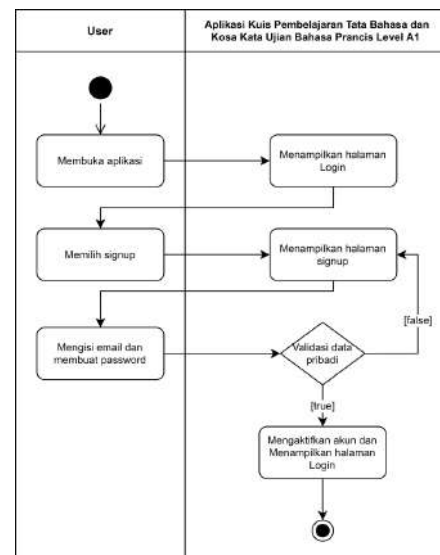 User
Aplikasi Kuis Pembelajaran Tata Bahasa dan
Kosa Kata Ujian Bahasa Prancis Level A1
Membuka aplikasi
Menampilkan halaman
Login
Memilih signup
Menampilkan halaman
signup
[false]
Mengisi email dan
membuat password
Validasi data
pribadi
[true]
Mengaktifkan akun dan
Menampilkan halaman
Login